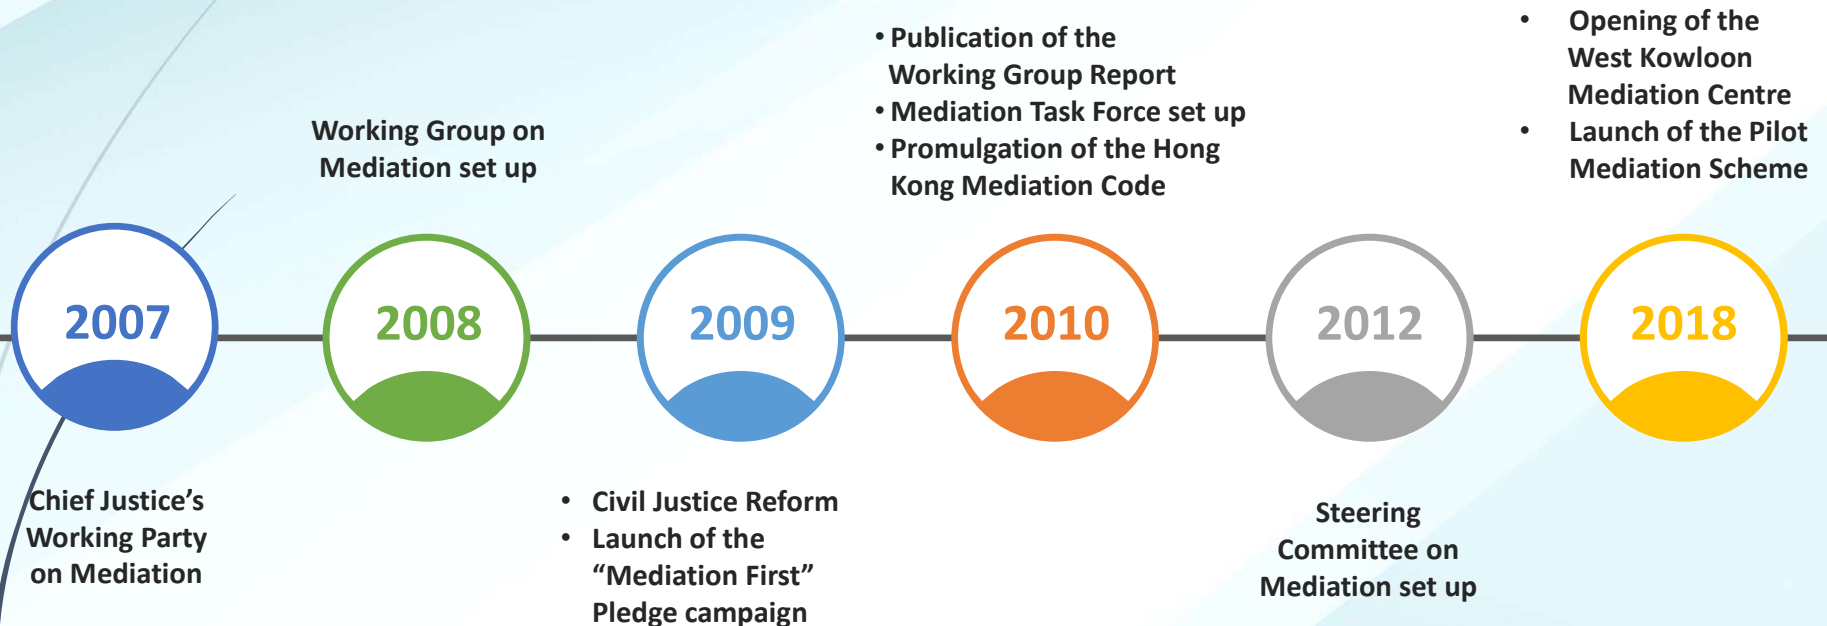 2007
Chief Justice's
Working Party
on Mediation
Working Group on
Mediation set up
2008
2009
• Civil Justice Reform
• Launch of the
“Mediation First”
Pledge campaign
• Publication of the
Working Group Report
• Mediation Task Force set up
• Promulgation of the Hong
Kong Mediation Code
2010
2012
Steering
Committee on
Mediation set up
• Opening of the
West Kowloon
Mediation Centre
• Launch of the Pilot
Mediation Scheme
2018